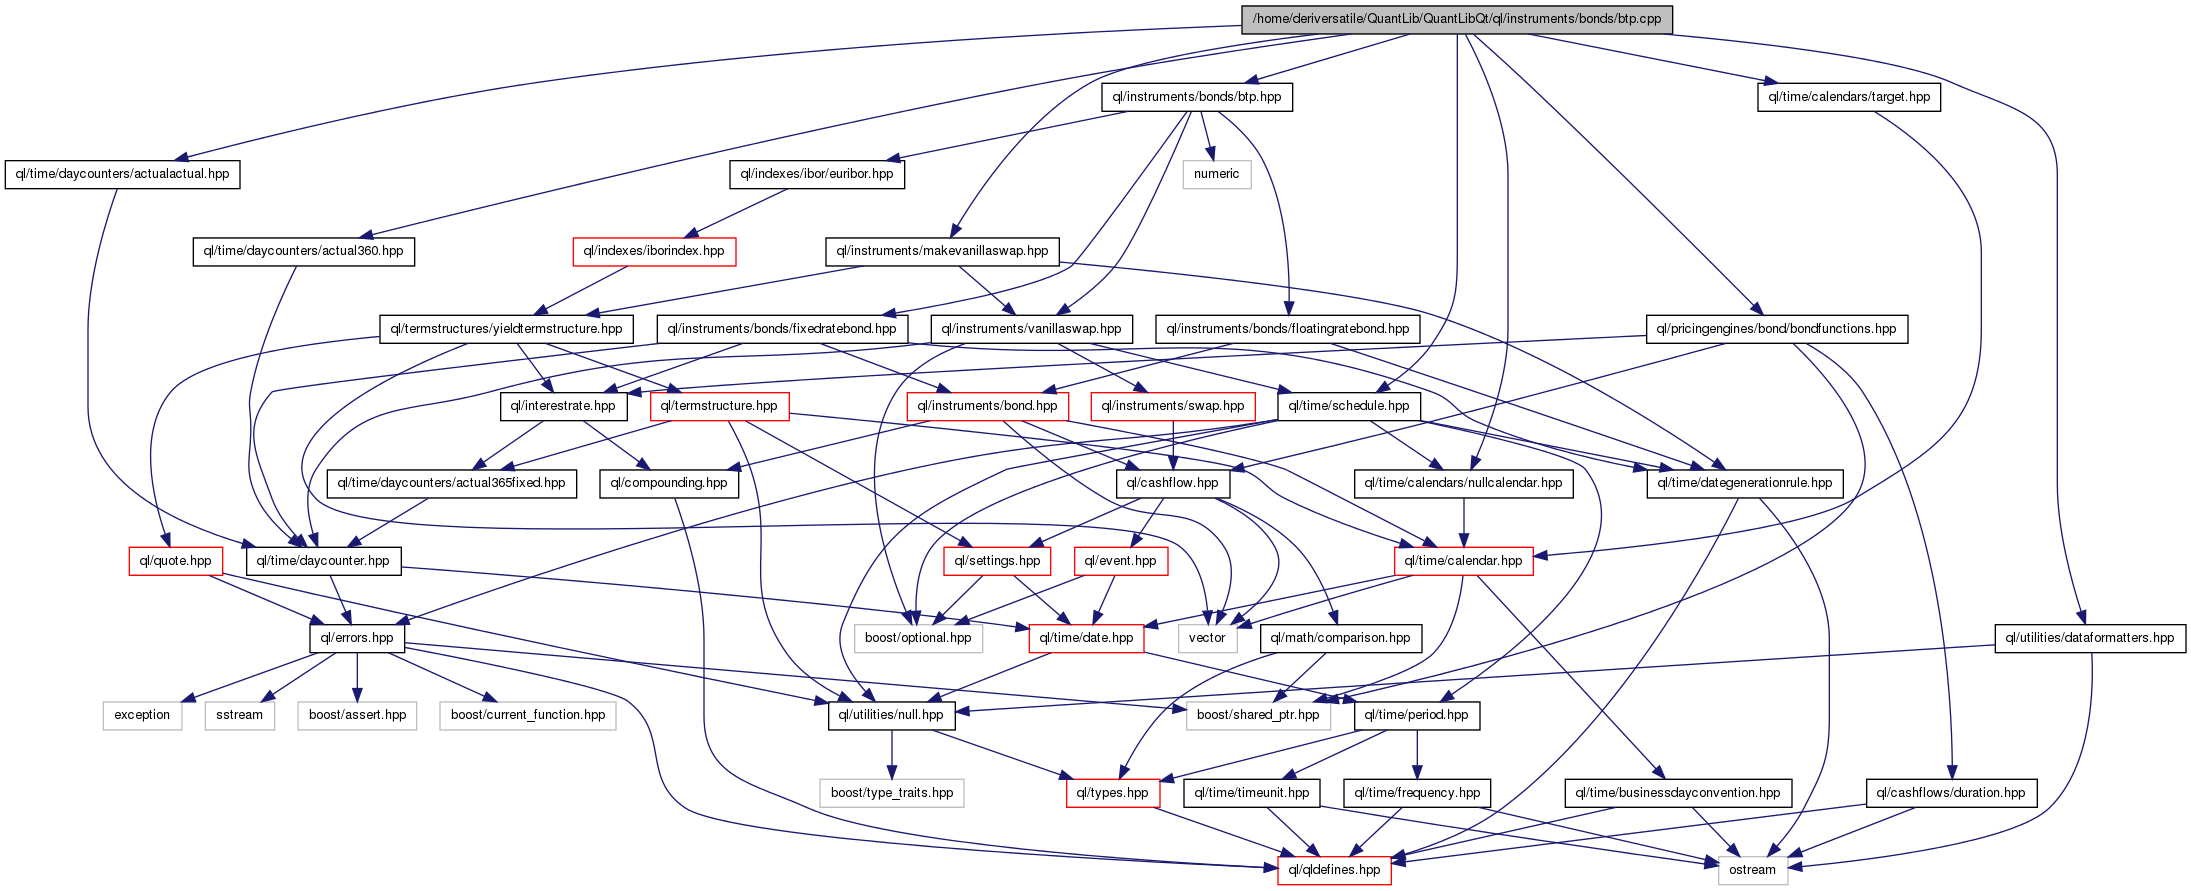 /home/deriversatile/QuantLib/QuantLibQt/ql/instruments/bonds/btp.cpp
ql/instruments/bonds/btp.hpp
ql/time/calendars/target.hpp
ql/time/daycounters/actualactual.hpp
ql/indexes/ibor/euribor.hpp
numeric
ql/time/daycounters/actual360.hpp
ql/indexes/iborindex.hpp
ql/instruments/makevanillaswap.hpp
ql/termstructures/yieldtermstructure.hpp
ql/instruments/bonds/fixedratebond.hpp
ql/instruments/vanillaswap.hpp
ql/instruments/bonds/floatingratebond.hpp
ql/pricingengines/bond/bondfunctions.hpp
ql/interestrate.hpp
ql/termstructure.hpp
ql/instruments/bond.hpp
ql/instruments/swap.hpp
ql/time/schedule.hpp
ql/time/daycounters/actual365fixed.hpp
ql/compounding.hpp
ql/cashflow.hpp
ql/time/calendars/nullcalendar.hpp
ql/time/dategenerationrule.hpp
ql/quote.hpp
ql/time/daycounter.hpp
ql/settings.hpp
ql/event.hpp
ql/time/calendar.hpp
ql/errors.hpp
boost/optional.hpp
ql/time/date.hpp
vector
ql/math/comparison.hpp
ql/utilities/dataformatters.hpp
exception
sstream
boost/assert.hpp
boost/current_function.hpp
ql/utilities/null.hpp
boost/shared_ptr.hpp
ql/time/period.hpp
boost/type_traits.hpp
ql/types.hpp
ql/time/timeunit.hpp
ql/time/frequency.hpp
ql/time/businessdayconvention.hpp
ql/cashflows/duration.hpp
ql/qldefines.hpp
ostream